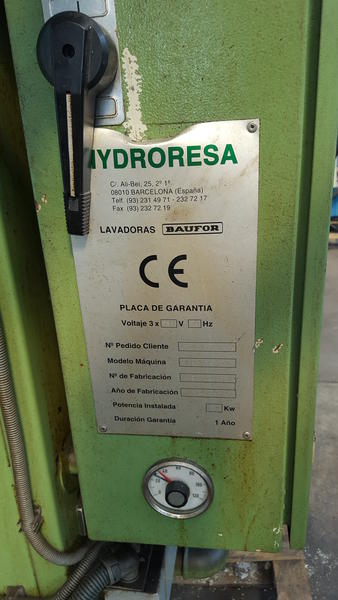 HYDRORESA
C/. Ali-Bei, 25, 2º 1ª.
08010 BARCELONA (España)
Telf. (93) 231 49 71 - 232 72 17
Fax (93) 232 72 19
LAVADORAS BAUFOR
CE
PLACA DE GARANTIA
Voltaje 3 x V Hz
Nº Pedido Cliente
Modelo Máquina
Nº de Fabricación
Año de Fabricación
Potencia Instalada Kw
Duración Garantía 1 Año